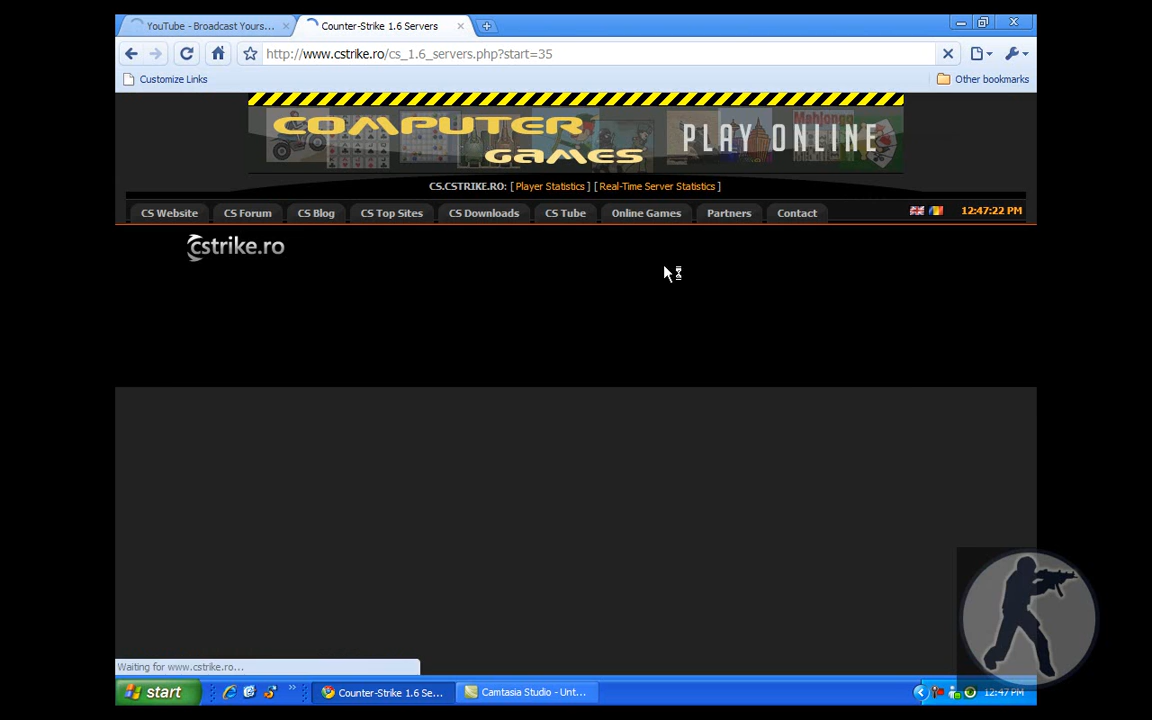 YouTube - Broadcast Yours...
Counter-Strike 1.6 Servers
http://www.cstrike.ro/cs_1.6_servers.php?start=35
Customize Links
Other bookmarks
COMPUTER
GAMES
PLAY ONLINE
CS.CSTRIKE.RO: [ Player Statistics ] [ Real-Time Server Statistics ]
CS Website CS Forum CS Blog CS Top Sites CS Downloads CS Tube Online Games Partners Contact 12:47:22 PM
cstrike.ro
Waiting for www.cstrike.ro...
start Counter-Strike 1.6 Se... Camtasia Studio - Unt... 12:47 PM